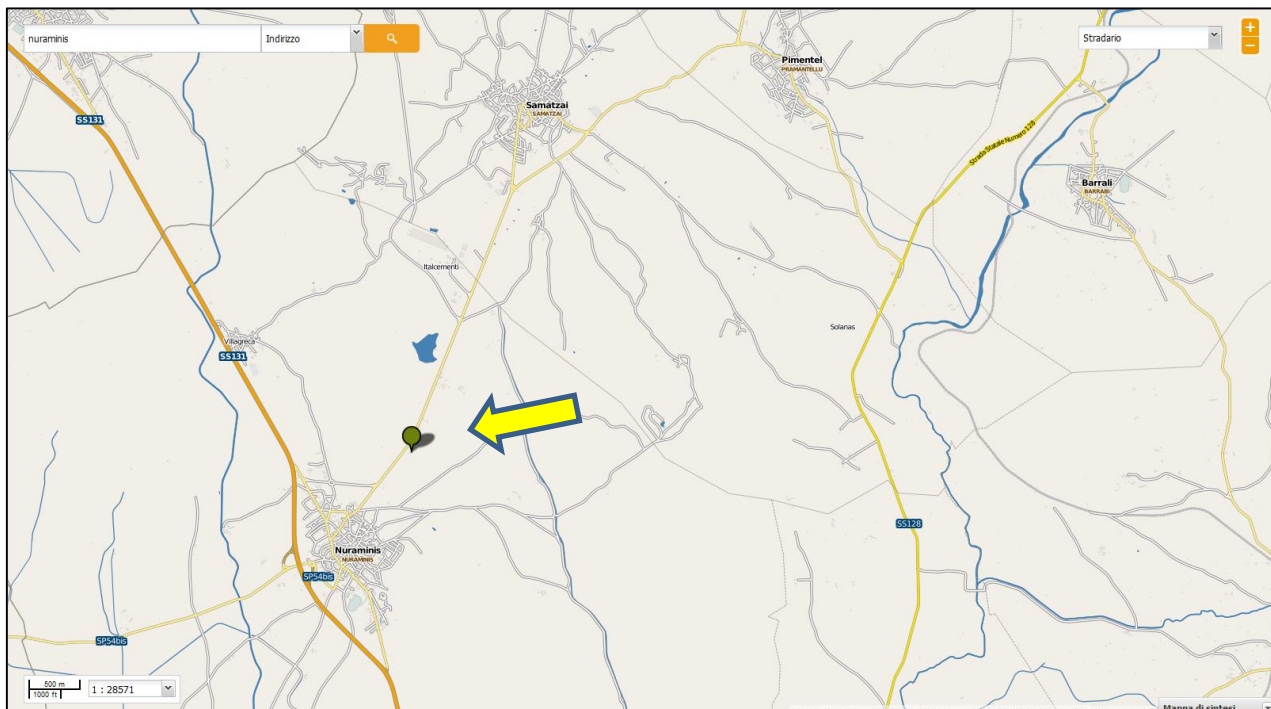 nuraminis
Indirizzo
Stradario
+
−
Pimentel
PRAMANTELLU
Samatzai
SAMATZAI
SS131
Strada Statale Numero 128
Barrali
BARRABI
Italcementi
Solanas
Villagreca
SS131
SS128
Nuraminis
NURAMINIS
SP54bis
SP54bis
500 m
1000 ft
1 : 28571
Mappa di sintesi